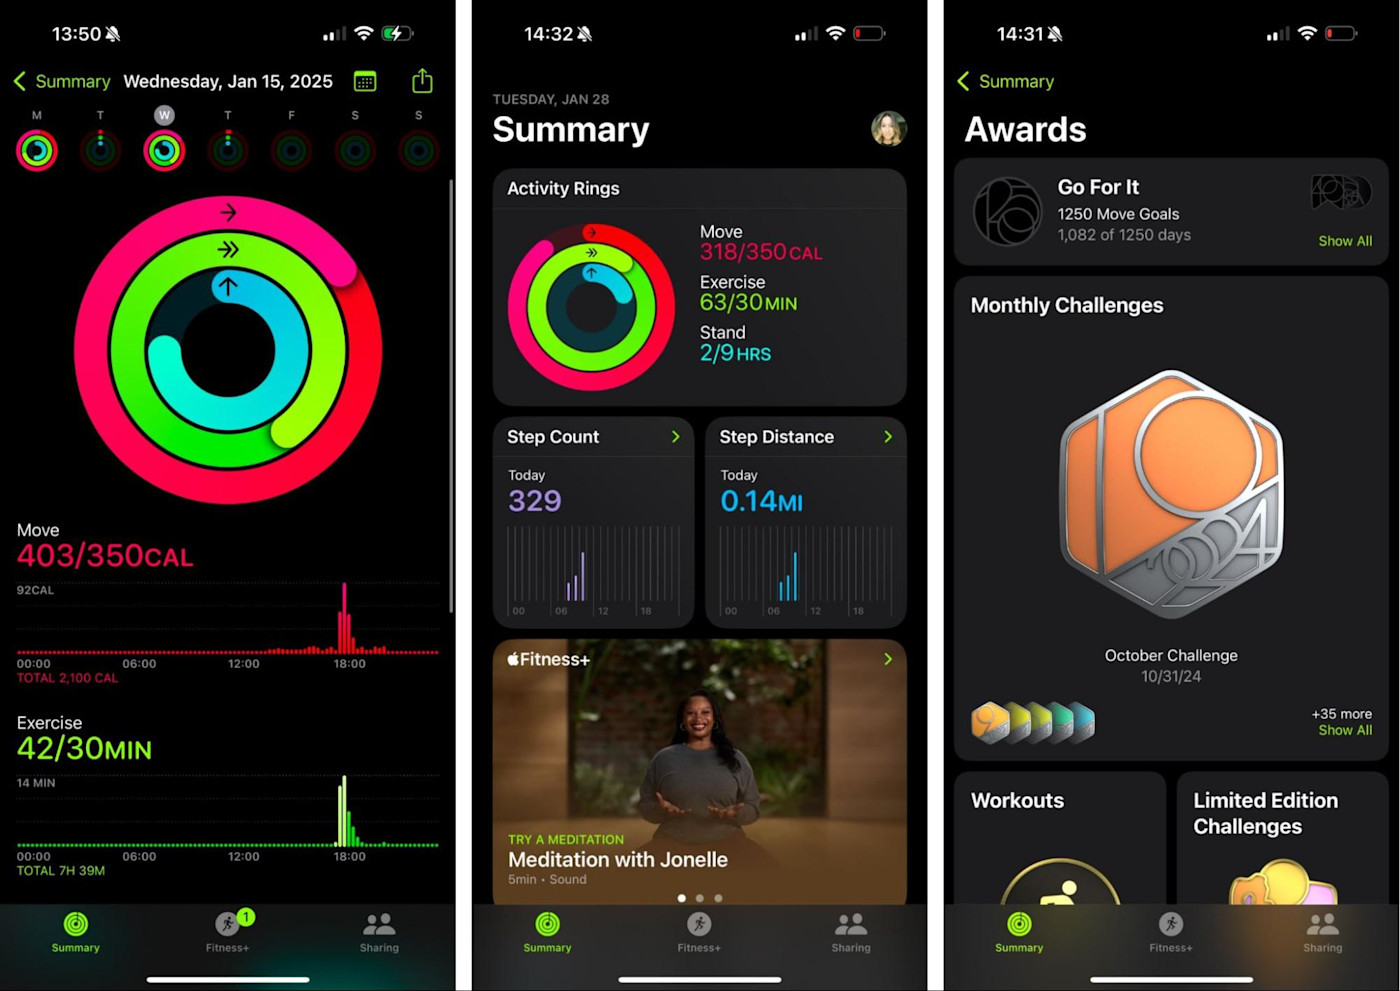 13:50
Summary Wednesday, Jan 15, 2025
M T W T F S S
Move
403/350CAL
92CAL
00:00 06:00 12:00 18:00
TOTAL 2,100 CAL
Exercise
42/30MIN
14 MIN
00:00 06:00 12:00 18:00
TOTAL 7H 39M
Summary
1
Fitness+
Sharing
14:32
TUESDAY, JAN 28
Summary
Activity Rings
Move
318/350CAL
Exercise
63/30MIN
Stand
2/9HRS
Step Count
Today
329
00 06 12 18
Step Distance
Today
0.14MI
00 06 12 18
Fitness+
TRY A MEDITATION
Meditation with Jonelle
5min • Sound
Summary
Fitness+
Sharing
14:31
Summary
Awards
Go For It
1250 Move Goals
1,082 of 1250 days
Show All
Monthly Challenges
10
2024
October Challenge
10/31/24
+35 more
Show All
Workouts
Limited Edition
Challenges
Summary
Fitness+
Sharing